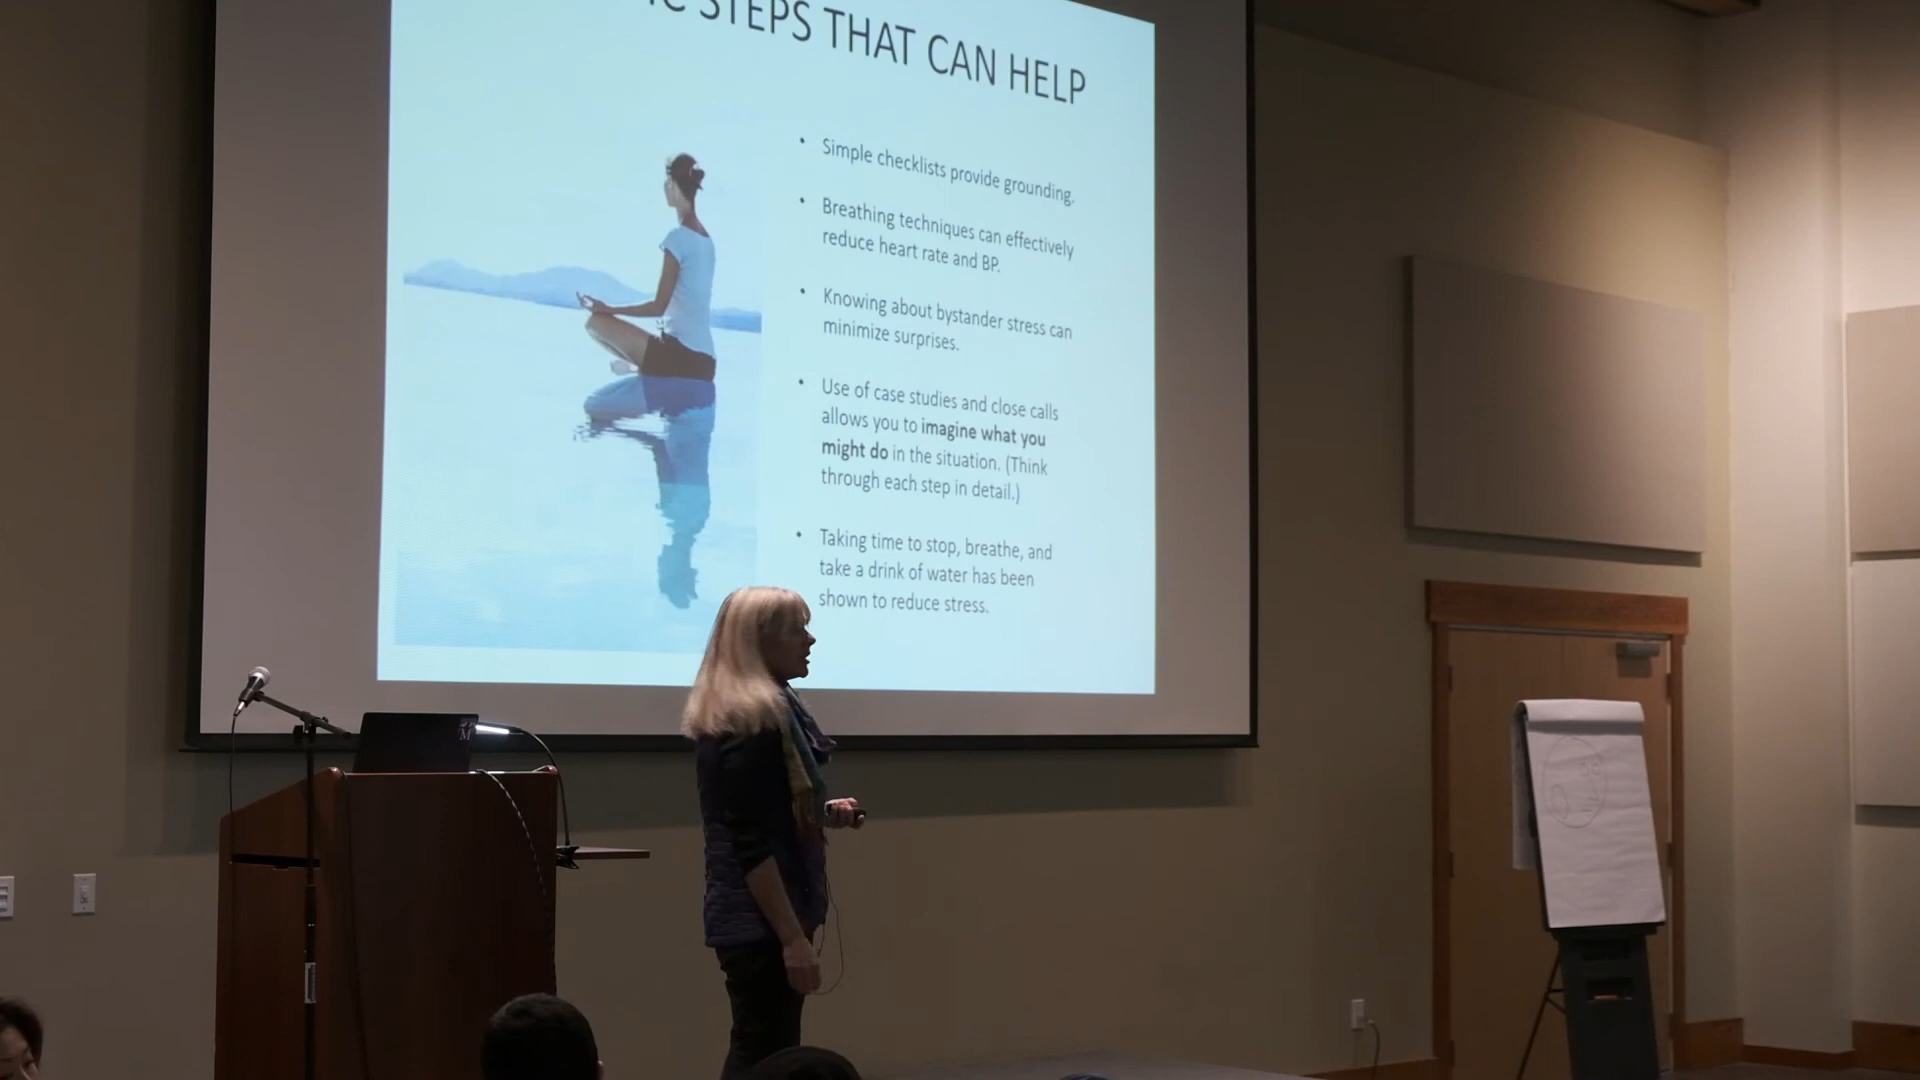 STEPS THAT CAN HELP
• Simple checklists provide grounding.
• Breathing techniques can effectively
reduce heart rate and BP.
• Knowing about bystander stress can
minimize surprises.
• Use of case studies and close calls
allows you to imagine what you
might do in the situation. (Think
through each step in detail.)
• Taking time to stop, breathe, and
take a drink of water has been
shown to reduce stress.